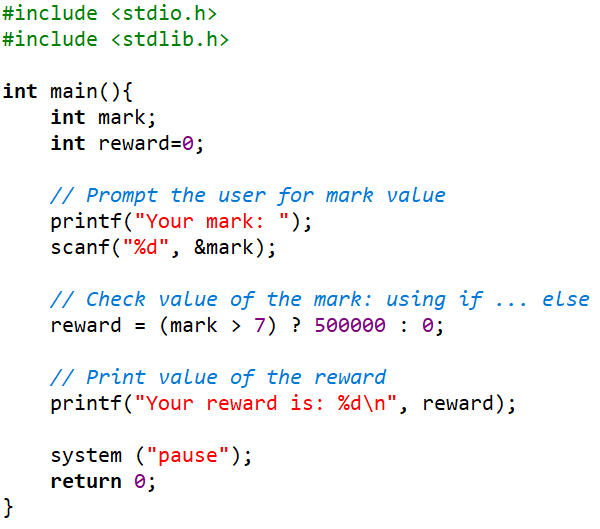 #include <stdio.h>
#include <stdlib.h>
int main(){
    int mark;
    int reward=0;
    // Prompt the user for mark value
    printf("Your mark: ");
    scanf("%d", &mark);
    // Check value of the mark: using if ... else
    reward = (mark > 7) ? 500000 : 0;
    // Print value of the reward
    printf("Your reward is: %d\n", reward);
    system ("pause");
    return 0;
}